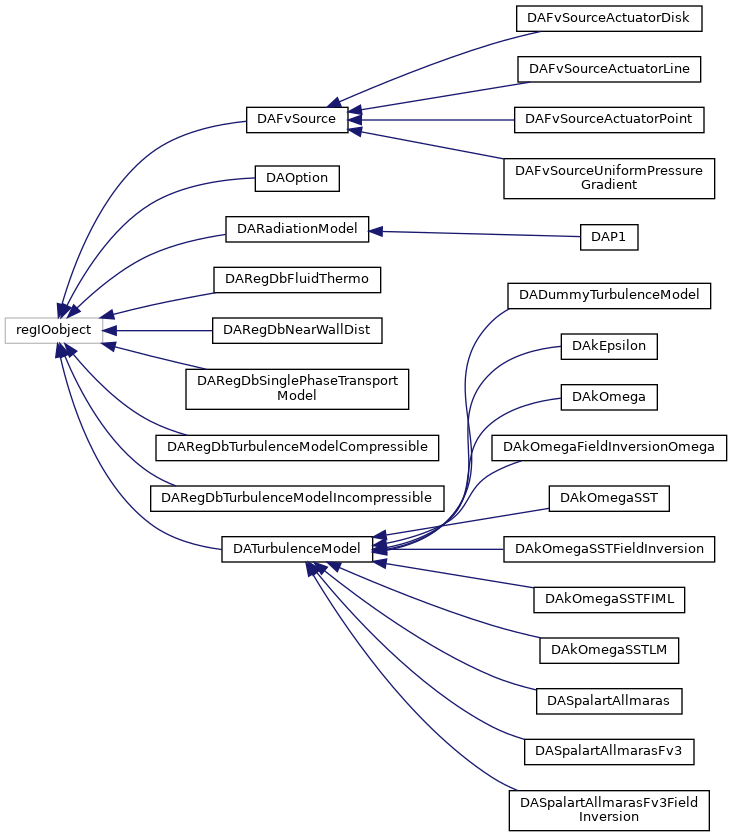 DAFvSourceActuatorDisk
DAFvSourceActuatorLine
DAFvSource
DAFvSourceActuatorPoint
DAFvSourceUniformPressure
Gradient
DAOption
DARadiationModel
DAP1
DARegDbFluidThermo
DADummyTurbulenceModel
regIOobject
DARegDbNearWallDist
DAkEpsilon
DARegDbSinglePhaseTransport
Model
DAkOmega
DARegDbTurbulenceModelCompressible
DAkOmegaFieldInversionOmega
DARegDbTurbulenceModelIncompressible
DAkOmegaSST
DATurbulenceModel
DAkOmegaSSTFieldInversion
DAkOmegaSSTFIML
DAkOmegaSSTLM
DASpalartAllmaras
DASpalartAllmarasFv3
DASpalartAllmarasFv3Field
Inversion